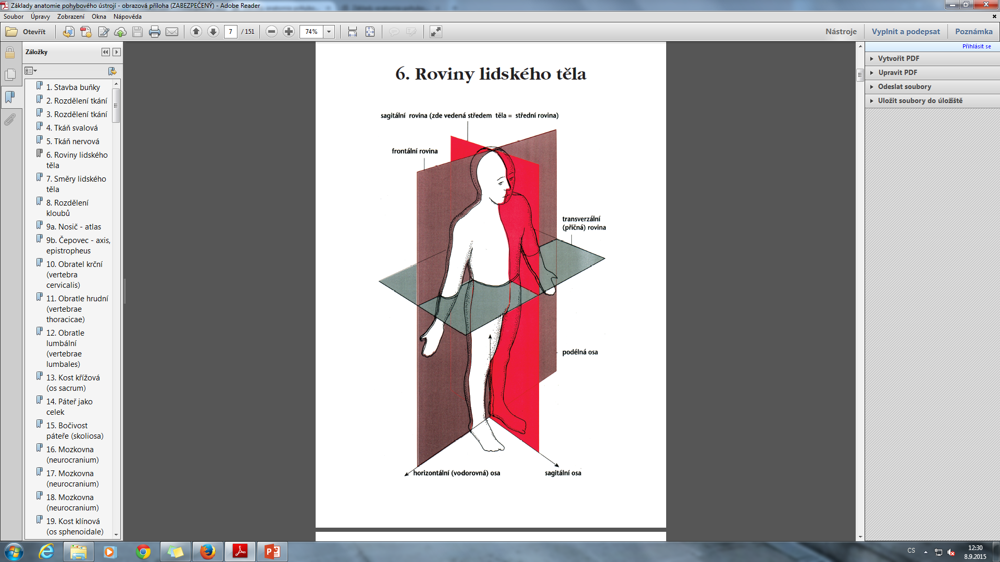 Základy anatomie pohybového ústrojí - obrazová příloha (ZABEZPEČENÝ) - Adobe Reader
Soubor Úpravy Zobrazení Okna Nápověda
Otevřít
7 / 151
74%
Nástroje Vyplnit a podepsat Poznámka
Záložky
1. Stavba buňky
2. Rozdělení tkání
3. Rozdělení tkání
4. Tkáň svalová
5. Tkáň nervová
6. Roviny lidského
těla
7. Směry lidského
těla
8. Rozdělení
kloubů
9a. Nosič - atlas
9b. Čepovec - axis,
epistropheus
10. Obratel krční
(vertebra
cervicalis)
11. Obratle hrudní
(vertebrae
thoracicae)
12. Obratle
lumbální
(vertebrae
lumbales)
13. Kost křížová
(os sacrum)
14. Páteř jako
celek
15. Bočivost
páteře (skoliosa)
16. Mozkovna
(neurocranium)
17. Mozkovna
(neurocranium)
18. Mozkovna
(neurocranium)
19. Kost klínová
(os sphenoidale)
6. Roviny lidského těla
sagitální rovina (zde vedená středem těla = střední rovina)
frontální rovina
transverzální
(příčná) rovina
podélná osa
horizontální (vodorovná) osa
sagitální osa
Přihlásit se
Vytvořit PDF
Upravit PDF
Odeslat soubory
Uložit soubory do úložiště
CS
12:30
8.9.2015